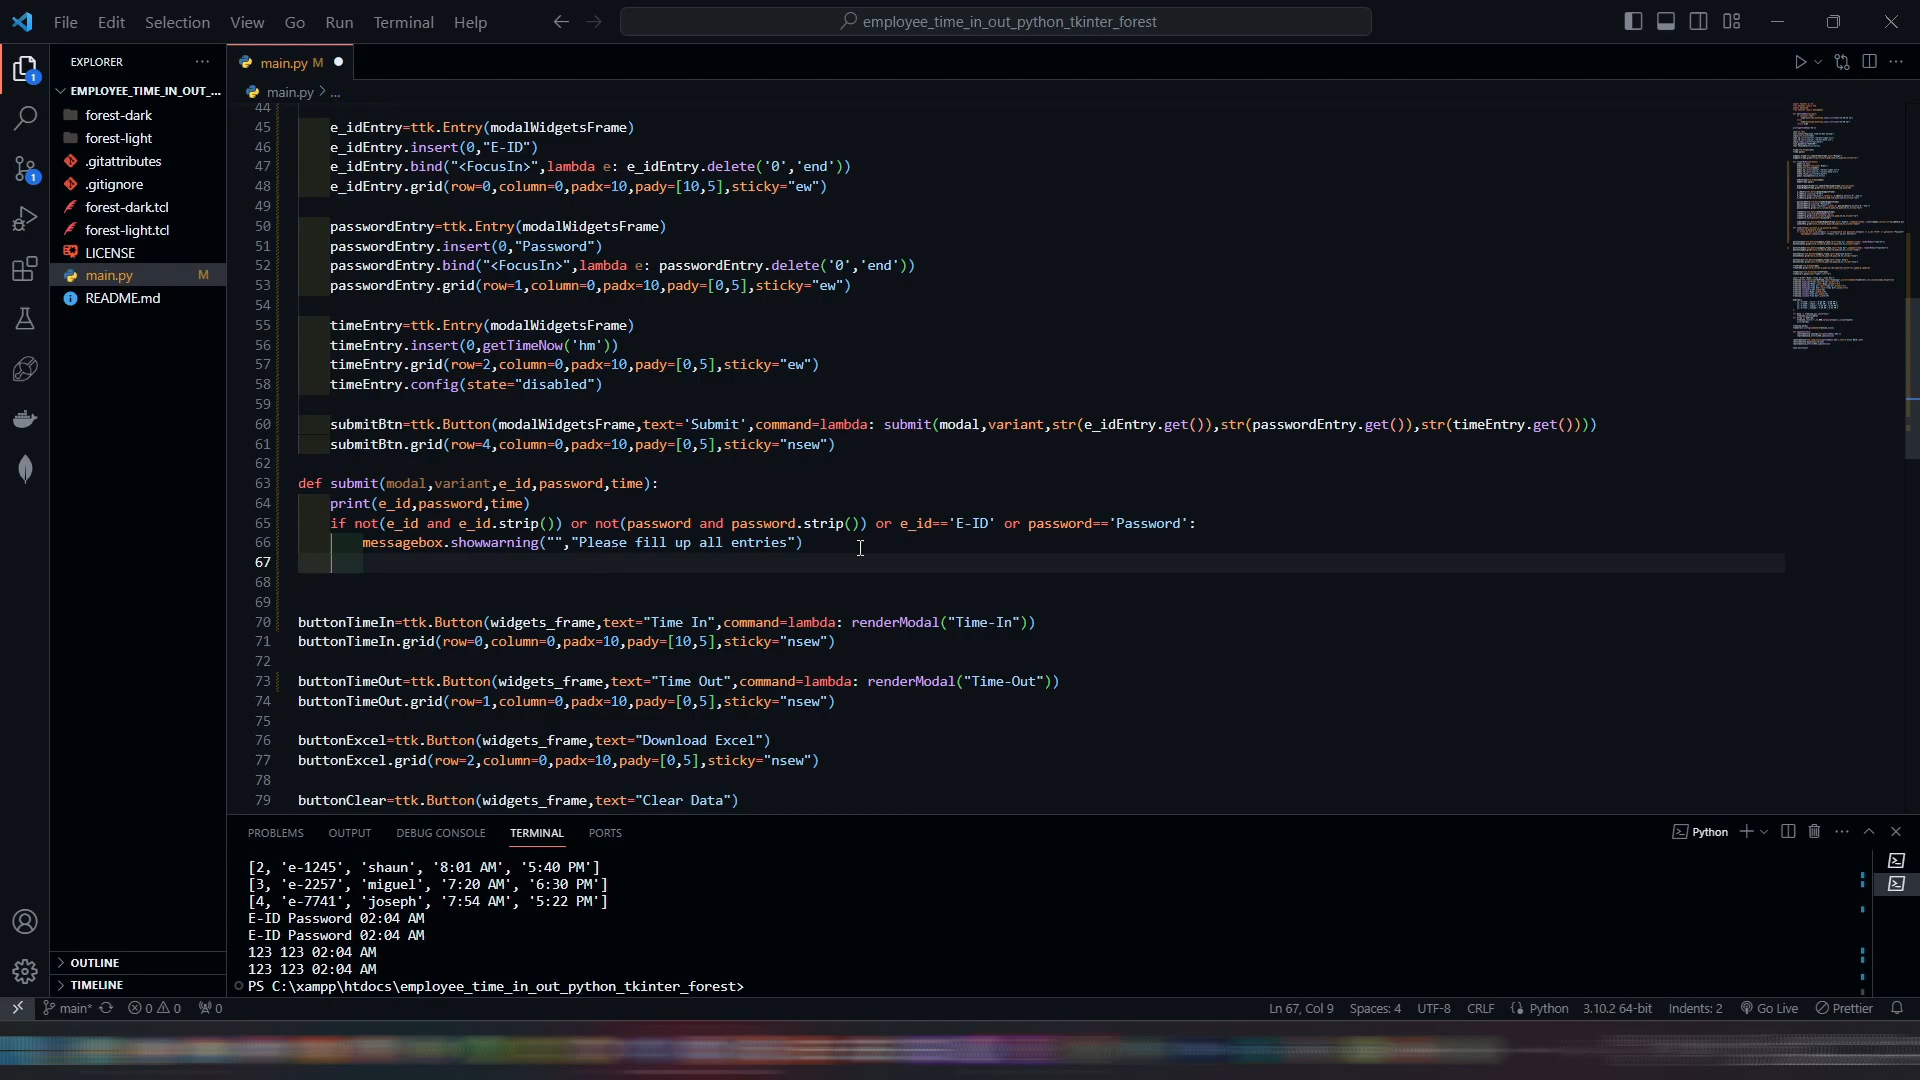 File Edit Selection View Go Run Terminal Help
employee_time_in_out_python_tkinter_forest
EXPLORER
EMPLOYEE_TIME_IN_OUT_...
forest-dark
forest-light
.gitattributes
.gitignore
forest-dark.tcl
forest-light.tcl
LICENSE
main.py M
README.md
OUTLINE
TIMELINE
1
1
main.py M
main.py > ...
44
45 e_idEntry=ttk.Entry(modalWidgetsFrame)
46 e_idEntry.insert(0,"E-ID")
47 e_idEntry.bind("<FocusIn>",lambda e: e_idEntry.delete('0','end'))
48 e_idEntry.grid(row=0,column=0,padx=10,pady=[10,5],sticky="ew")
49
50 passwordEntry=ttk.Entry(modalWidgetsFrame)
51 passwordEntry.insert(0,"Password")
52 passwordEntry.bind("<FocusIn>",lambda e: passwordEntry.delete('0','end'))
53 passwordEntry.grid(row=1,column=0,padx=10,pady=[0,5],sticky="ew")
54
55 timeEntry=ttk.Entry(modalWidgetsFrame)
56 timeEntry.insert(0,getTimeNow('hm'))
57 timeEntry.grid(row=2,column=0,padx=10,pady=[0,5],sticky="ew")
58 timeEntry.config(state="disabled")
59
60 submitBtn=ttk.Button(modalWidgetsFrame,text='Submit',command=lambda: submit(modal,variant,str(e_idEntry.get()),str(passwordEntry.get()),str(timeEntry.get())))
61 submitBtn.grid(row=4,column=0,padx=10,pady=[0,5],sticky="nsew")
62
63 def submit(modal,variant,e_id,password,time):
64 print(e_id,password,time)
65 if not(e_id and e_id.strip()) or not(password and password.strip()) or e_id=='E-ID' or password=='Password':
66 messagebox.showwarning("","Please fill up all entries")
67
68
69
70 buttonTimeIn=ttk.Button(widgets_frame,text="Time In",command=lambda: renderModal("Time-In"))
71 buttonTimeIn.grid(row=0,column=0,padx=10,pady=[10,5],sticky="nsew")
72
73 buttonTimeOut=ttk.Button(widgets_frame,text="Time Out",command=lambda: renderModal("Time-Out"))
74 buttonTimeOut.grid(row=1,column=0,padx=10,pady=[0,5],sticky="nsew")
75
76 buttonExcel=ttk.Button(widgets_frame,text="Download Excel")
77 buttonExcel.grid(row=2,column=0,padx=10,pady=[0,5],sticky="nsew")
78
79 buttonClear=ttk.Button(widgets_frame,text="Clear Data")
PROBLEMS OUTPUT DEBUG CONSOLE TERMINAL PORTS
Python
[2, 'e-1245', 'shaun', '8:01 AM', '5:40 PM']
[3, 'e-2257', 'miguel', '7:20 AM', '6:30 PM']
[4, 'e-7741', 'joseph', '7:54 AM', '5:22 PM']
E-ID Password 02:04 AM
E-ID Password 02:04 AM
123 123 02:04 AM
123 123 02:04 AM
PS C:\xampp\htdocs\employee_time_in_out_python_tkinter_forest>
main* 0 0 0 Ln 67, Col 9 Spaces: 4 UTF-8 CRLF Python 3.10.2 64-bit Indents: 2 Go Live Prettier